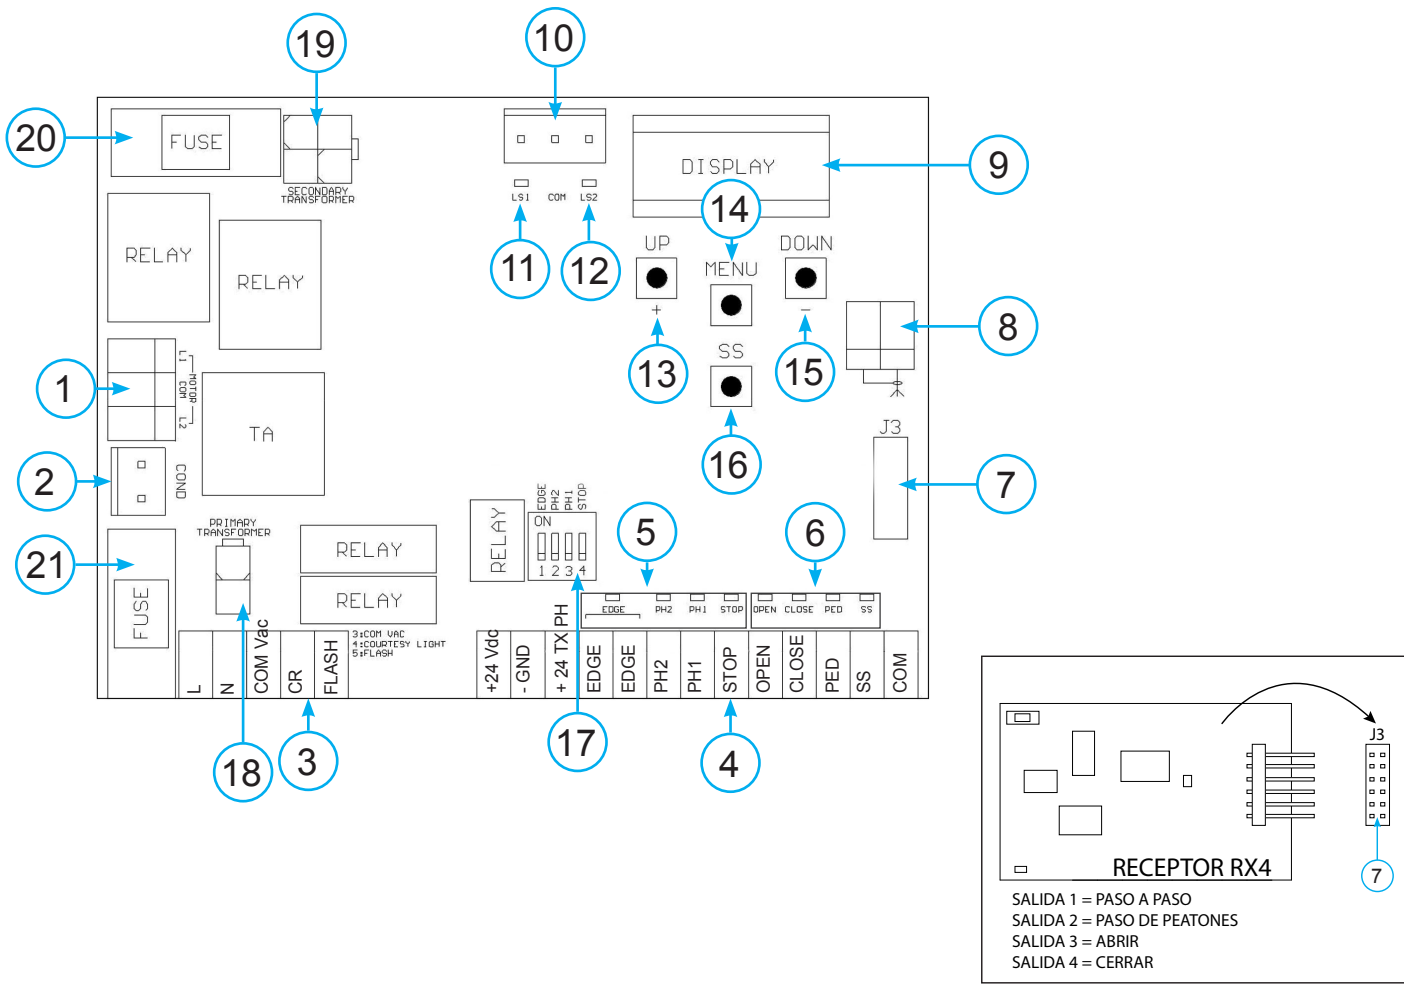 19
10
20
FUSE
SECONDARY
TRANSFORMER
DISPLAY
9
LS1 COM LS2
14
11
12
UP
DOWN
MENU
+
-
RELAY
RELAY
8
13
15
SS
16
1
L1
MOTOR
COM
L2
TA
J3
2
COND
7
PRIMARY
TRANSFORMER
RELAY
EDGE
PH2
PH1
STOP
ON
1 2 3 4
5
6
21
FUSE
RELAY
RELAY
EDGE PH2 PH1 STOP
OPEN CLOSE PED SS
3:COM VAC
4:COURTESY LIGHT
5:FLASH
L
N
COM Vac
CR
FLASH
+24 Vdc
- GND
+ 24 TX PH
EDGE
EDGE
PH2
PH1
STOP
OPEN
CLOSE
PED
SS
COM
18
3
17
4
J3
RECEPTOR RX4
7
SALIDA 1 = PASO A PASO
SALIDA 2 = PASO DE PEATONES
SALIDA 3 = ABRIR
SALIDA 4 = CERRAR